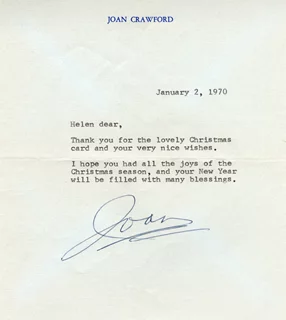 JOAN CRAWFORD
January 2, 1970
Helen dear,
Thank you for the lovely Christmas
card and your very nice wishes.
I hope you had all the joys of the
Christmas season, and your New Year
will be filled with many blessings.
Joan